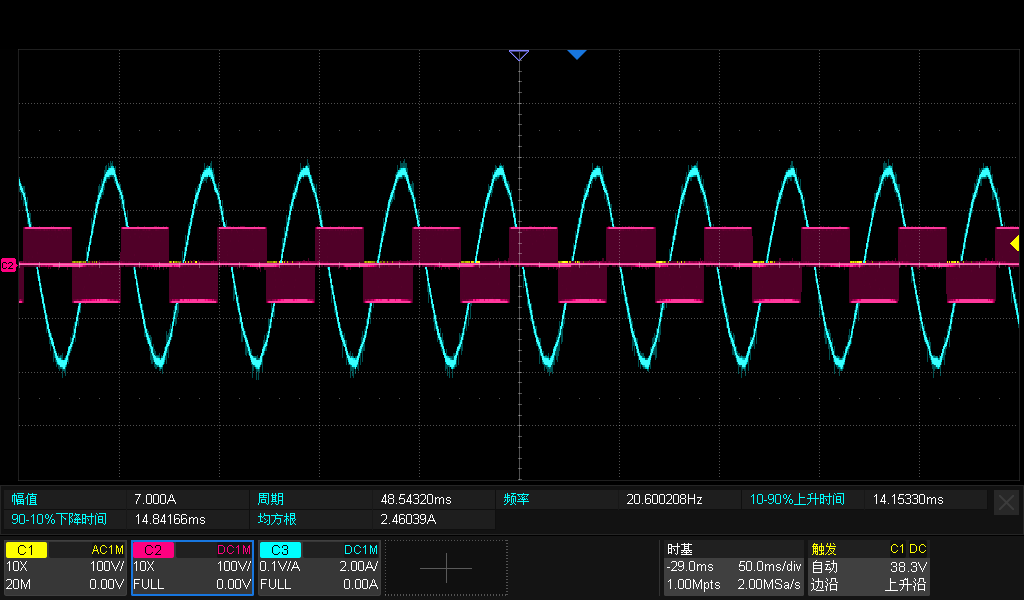 C2
幅值 7.000A 周期 48.54320ms 频率 20.600208Hz 10-90%上升时间 14.15330ms
90-10%下降时间 14.84166ms 均方根 2.46039A
C1 AC1M C2 DC1M C3 DC1M 时基 触发 C1 DC
10X 100V/ 10X 100V/ 0.1V/A 2.00A/ -29.0ms 50.0ms/div 自动 38.3V
20M 0.00V FULL 0.00V FULL 0.00A 1.00Mpts 2.00MSa/s 边沿 上升沿